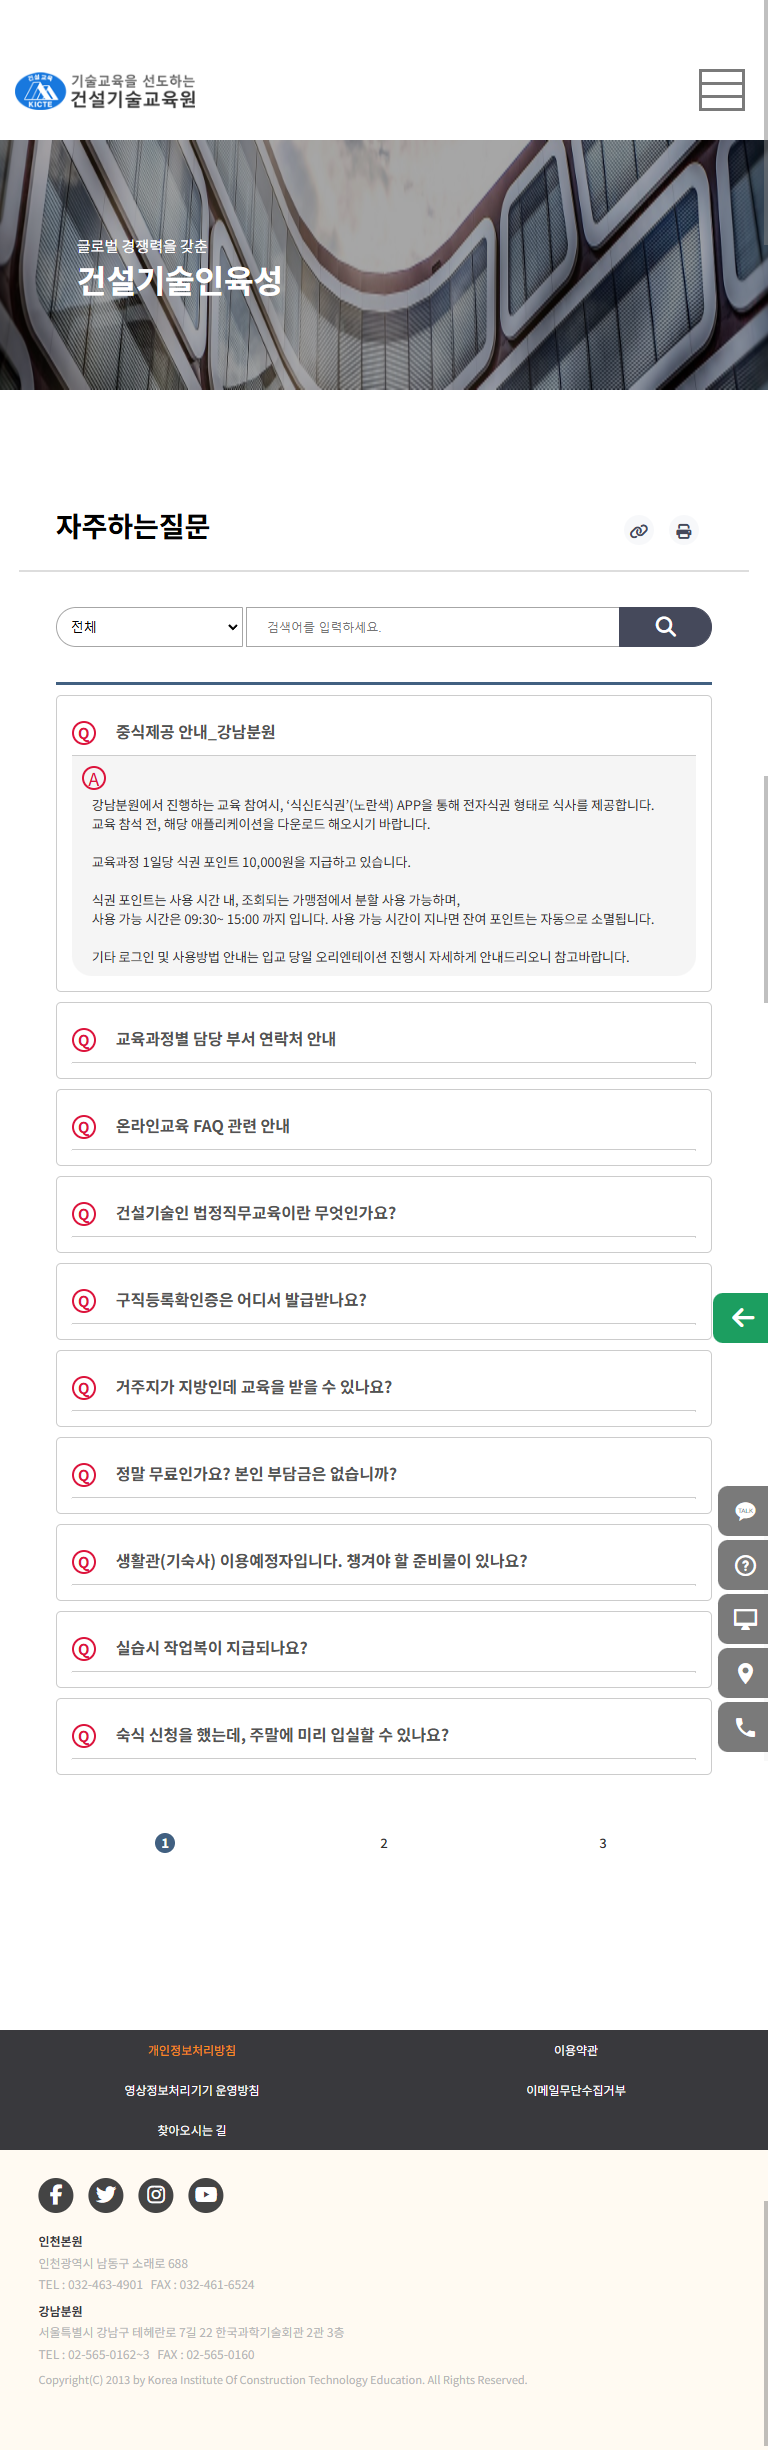 건설교육
KICTE
기술교육을 선도하는
건설기술교육원
글로벌 경쟁력을 갖춘
건설기술인육성
자주하는질문
전체
검색어를 입력하세요.
Q
중식제공 안내_강남분원
A
강남분원에서 진행하는 교육 참여시, ‘식신E식권’(노란색) APP을 통해 전자식권 형태로 식사를 제공합니다.
교육 참석 전, 해당 애플리케이션을 다운로드 해오시기 바랍니다.
교육과정 1일당 식권 포인트 10,000원을 지급하고 있습니다.
식권 포인트는 사용 시간 내, 조회되는 가맹점에서 분할 사용 가능하며,
사용 가능 시간은 09:30~ 15:00 까지 입니다. 사용 가능 시간이 지나면 잔여 포인트는 자동으로 소멸됩니다.
기타 로그인 및 사용방법 안내는 입교 당일 오리엔테이션 진행시 자세하게 안내드리오니 참고바랍니다.
Q
교육과정별 담당 부서 연락처 안내
Q
온라인교육 FAQ 관련 안내
Q
건설기술인 법정직무교육이란 무엇인가요?
Q
구직등록확인증은 어디서 발급받나요?
Q
거주지가 지방인데 교육을 받을 수 있나요?
Q
정말 무료인가요? 본인 부담금은 없습니까?
Q
생활관(기숙사) 이용예정자입니다. 챙겨야 할 준비물이 있나요?
Q
실습시 작업복이 지급되나요?
Q
숙식 신청을 했는데, 주말에 미리 입실할 수 있나요?
TALK
1 2 3
개인정보처리방침 이용약관
영상정보처리기기 운영방침 이메일무단수집거부
찾아오시는 길
인천본원
인천광역시 남동구 소래로 688
TEL : 032-463-4901 FAX : 032-461-6524
강남분원
서울특별시 강남구 테헤란로 7길 22 한국과학기술회관 2관 3층
TEL : 02-565-0162~3 FAX : 02-565-0160
Copyright(C) 2013 by Korea Institute Of Construction Technology Education. All Rights Reserved.